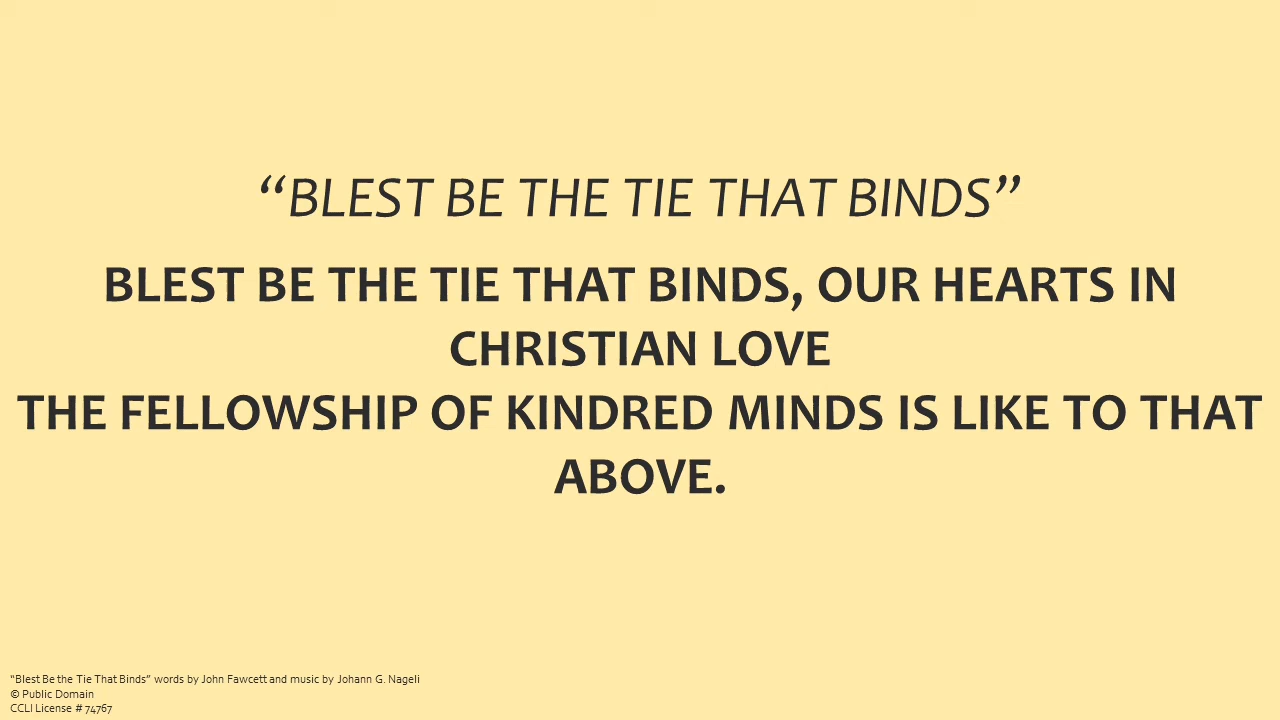 “BLEST BE THE TIE THAT BINDS”
BLEST BE THE TIE THAT BINDS, OUR HEARTS IN
CHRISTIAN LOVE
THE FELLOWSHIP OF KINDRED MINDS IS LIKE TO THAT
ABOVE.
“Blest Be the Tie That Binds” words by John Fawcett and music by Johann G. Nageli
© Public Domain
CCLI License # 74767